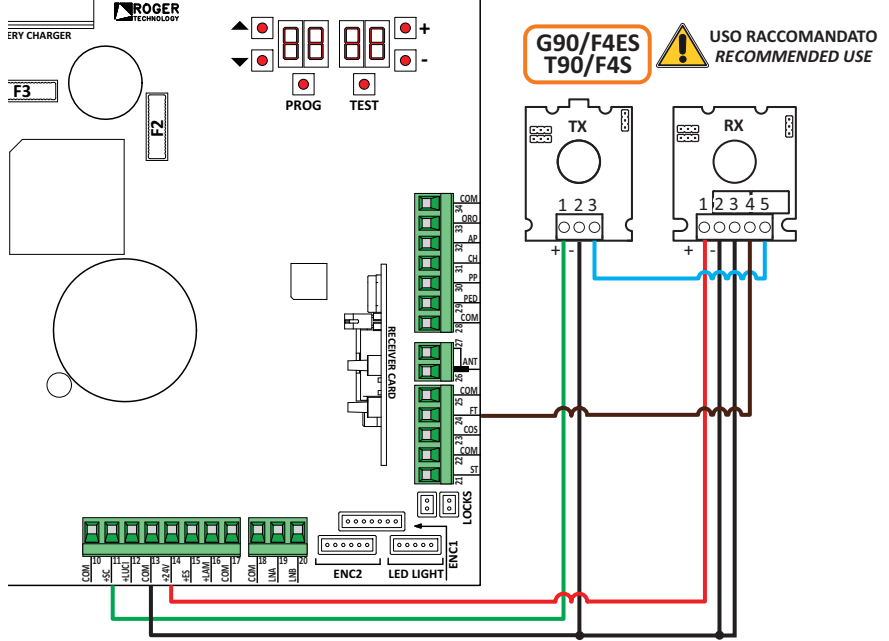 ROGER
TECHNOLOGY
ERY CHARGER
F3
F2
+
-
PROG
TEST
G90/F4ES
T90/F4S
USO RACCOMANDATO
RECOMMENDED USE
TX
1 2 3
+ -
RX
1 2 3 4 5
+ -
COM
34
ORO
33
AP
32
CH
31
PP
30
PED
29
COM
28
27
ANT
26
COM
25
FT
24
COS
23
COM
22
ST
21
RECEIVER CARD
LOCKS
ENC1
ENC2
LED LIGHT
COM 10
+SC 11
+LUCI 12
COM 13
+24V 14
+ES 15
+LAM 16
COM 17
COM 18
LNA 19
LNB 20